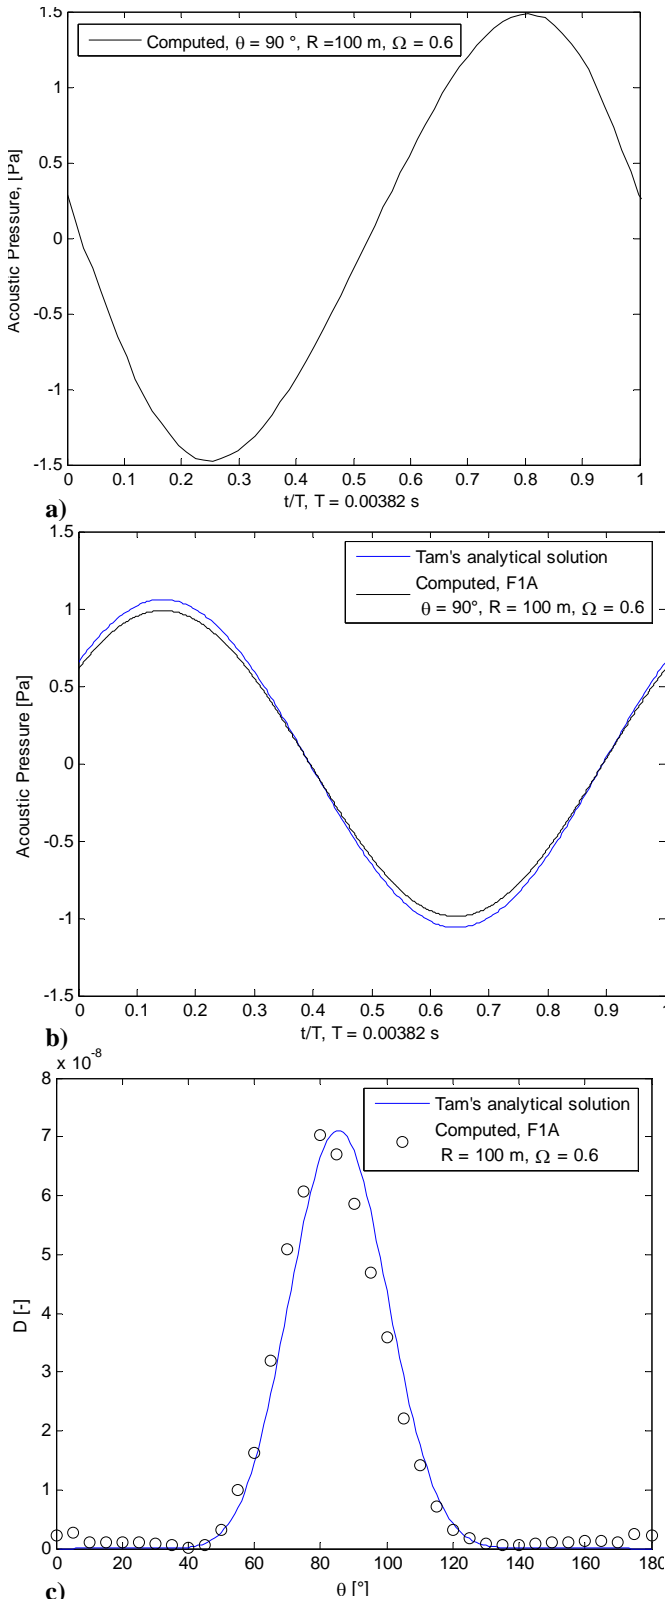 1.5
Computed, θ = 90 °, R =100 m, Ω = 0.6
1
0.5
0
-0.5
-1
-1.5
Acoustic Pressure, [Pa]
0 0.1 0.2 0.3 0.4 0.5 0.6 0.7 0.8 0.9 1
t/T, T = 0.00382 s
a)
1.5
Tam's analytical solution
Computed, F1A
θ = 90°, R = 100 m, Ω = 0.6
1
0.5
0
-0.5
-1
-1.5
Acoustic Pressure [Pa]
0 0.1 0.2 0.3 0.4 0.5 0.6 0.7 0.8 0.9 1
t/T, T = 0.00382 s
b)
x 10-8
8
Tam's analytical solution
Computed, F1A
R = 100 m, Ω = 0.6
7
6
5
4
3
2
1
0
D [-]
0 20 40 60 80 100 120 140 160 180
θ [°]
c)